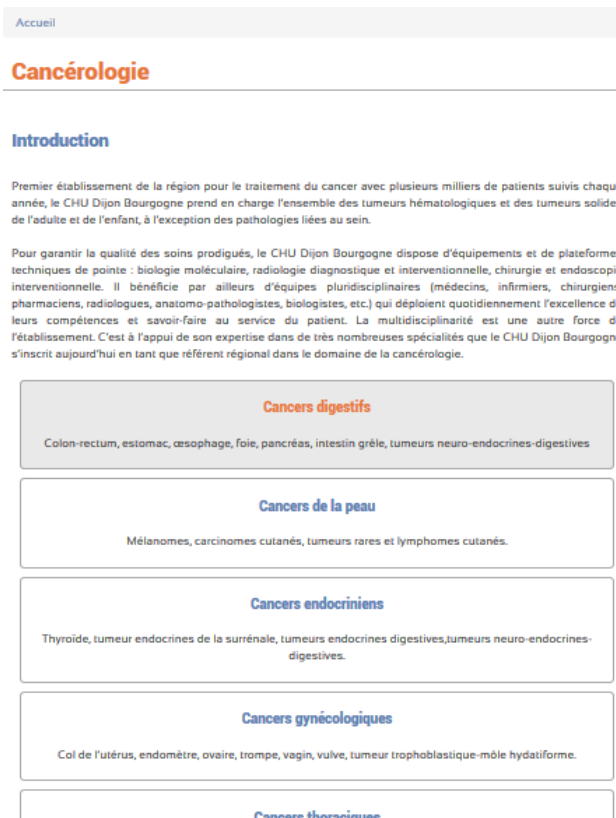 Accueil
Cancérologie
Introduction
Premier établissement de la région pour le traitement du cancer avec plusieurs milliers de patients suivis chaqu
année, le CHU Dijon Bourgogne prend en charge l'ensemble des tumeurs hématologiques et des tumeurs solide
de l'adulte et de l'enfant, à l'exception des pathologies liées au sein.
Pour garantir la qualité des soins prodigués, le CHU Dijon Bourgogne dispose d'équipements et de plateforme
techniques de pointe : biologie moléculaire, radiologie diagnostique et interventionnelle, chirurgie et endoscopi
interventionnelle. Il bénéficie par ailleurs d'équipes pluridisciplinaires (médecins, infirmiers, chirurgiens
pharmaciens, radiologues, anatomo-pathologistes, biologistes, etc.) qui déploient quotidiennement l'excellence d
leurs compétences et savoir-faire au service du patient. La multidisciplinarité est une autre force d
l'établissement. C'est à l'appui de son expertise dans de très nombreuses spécialités que le CHU Dijon Bourgogn
s'inscrit aujourd'hui en tant que référent régional dans le domaine de la cancérologie.
Cancers digestifs
Colon-rectum, estomac, œsophage, foie, pancréas, intestin grêle, tumeurs neuro-endocrines-digestives
Cancers de la peau
Mélanomes, carcinomes cutanés, tumeurs rares et lymphomes cutanés.
Cancers endocriniens
Thyroïde, tumeur endocrines de la surrénale, tumeurs endocrines digestives,tumeurs neuro-endocrines-
digestives.
Cancers gynécologiques
Col de l'utérus, endomètre, ovaire, trompe, vagin, vulve, tumeur trophoblastique-môle hydatiforme.
Cancers thoraciques